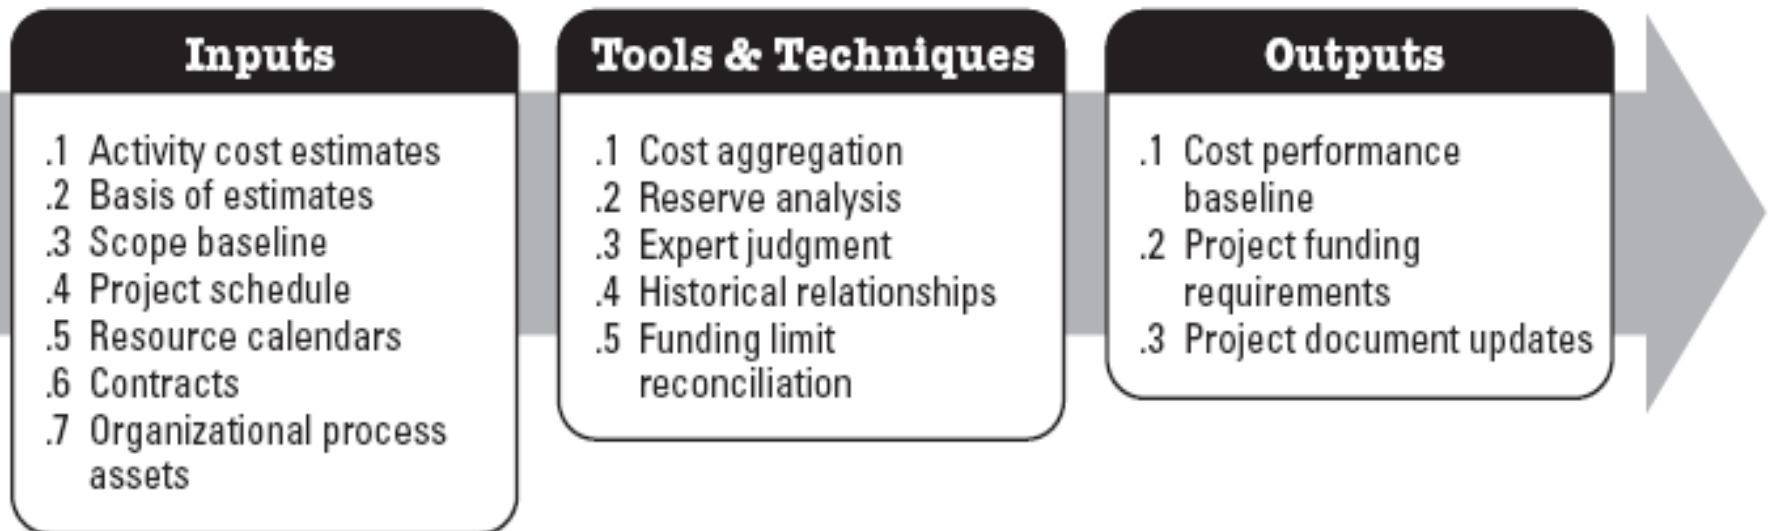 Inputs
.1 Activity cost estimates
.2 Basis of estimates
.3 Scope baseline
.4 Project schedule
.5 Resource calendars
.6 Contracts
.7 Organizational process
assets
Tools & Techniques
.1 Cost aggregation
.2 Reserve analysis
.3 Expert judgment
.4 Historical relationships
.5 Funding limit
reconciliation
Outputs
.1 Cost performance
baseline
.2 Project funding
requirements
.3 Project document updates